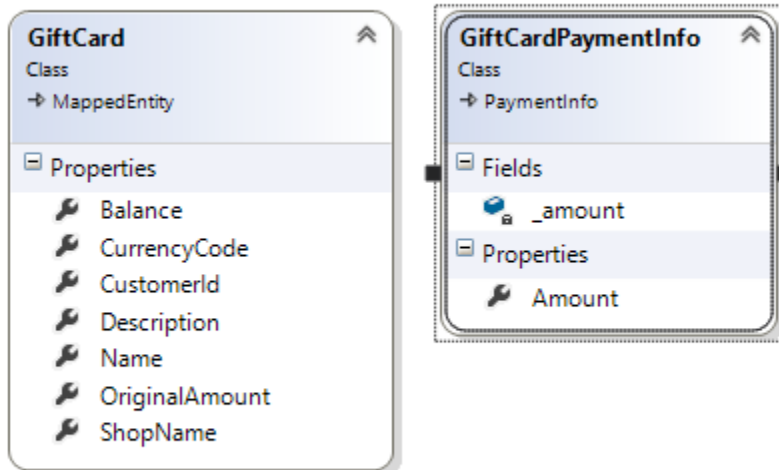 GiftCard
Class
MappedEntity
Properties
Balance
CurrencyCode
CustomerId
Description
Name
OriginalAmount
ShopName
GiftCardPaymentInfo
Class
PaymentInfo
Fields
_amount
Properties
Amount